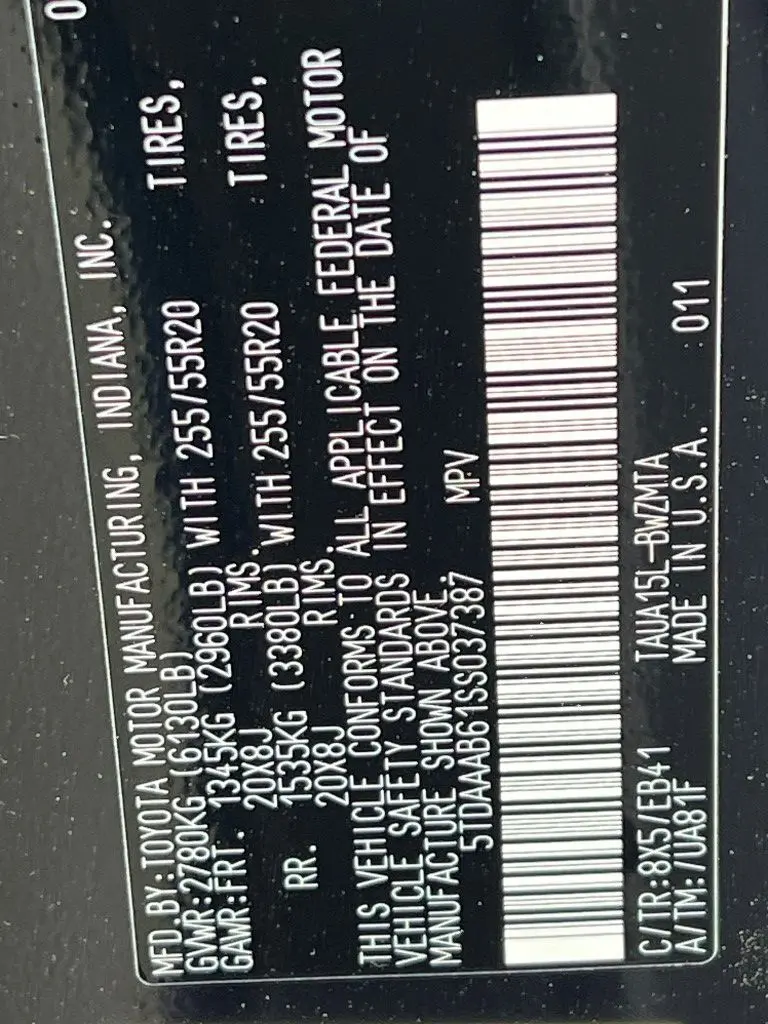 0
MFD.BY:TOYOTA MOTOR MANUFACTURING, INDIANA, INC.
GVWR:2780KG (6130LB)
GAWR:FRT. 1345KG (2960LB) WITH 255/55R20 TIRES,
20X8J RIMS.
RR. 1535KG (3380LB) WITH 255/55R20 TIRES,
20X8J RIMS.
THIS VEHICLE CONFORMS TO ALL APPLICABLE FEDERAL MOTOR
VEHICLE SAFETY STANDARDS IN EFFECT ON THE DATE OF
MANUFACTURE SHOWN ABOVE.
5TDAAAB61SS037387 MPV
C/TR:8X5/EB41 TAUA15L-BWZMTA
A/TM:/UA81F MADE IN U.S.A. 011